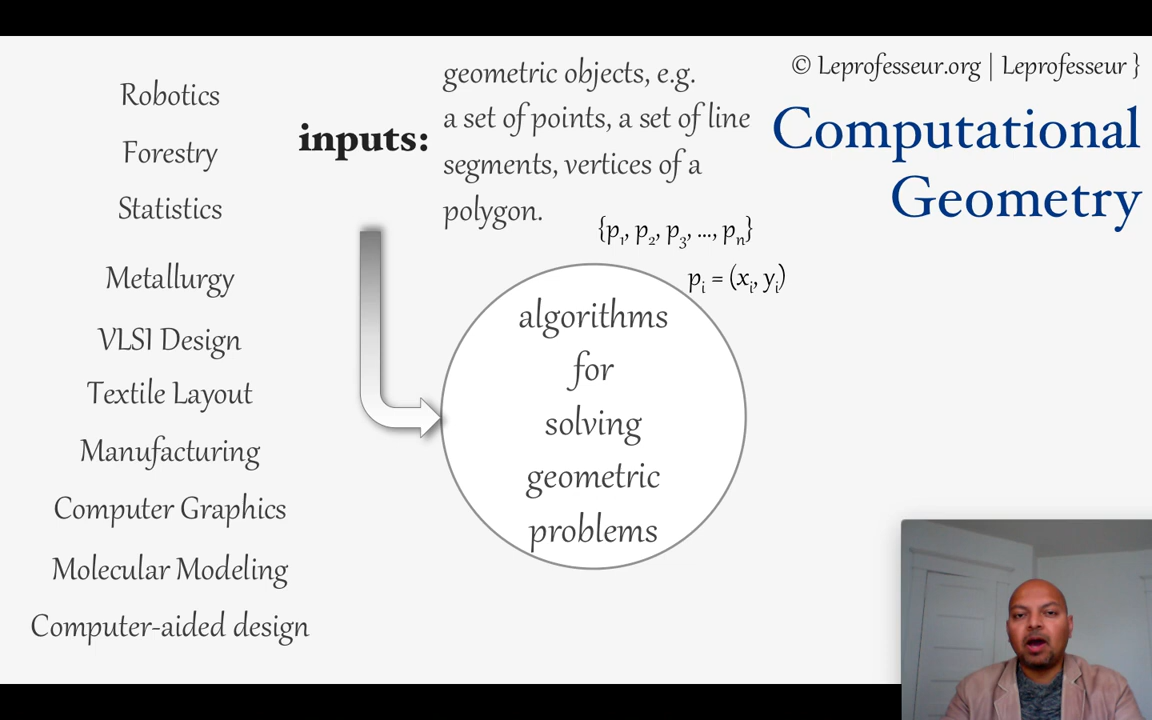 © Leprofesseur.org | Leprofesseur }
Computational
Geometry
Robotics
Forestry
Statistics
Metallurgy
VLSI Design
Textile Layout
Manufacturing
Computer Graphics
Molecular Modeling
Computer-aided design
inputs:
geometric objects, e.g.
a set of points, a set of line
segments, vertices of a
polygon.
{p₁, p₂, p₃, ..., pₙ}
pᵢ = (xᵢ, yᵢ)
algorithms
for
solving
geometric
problems